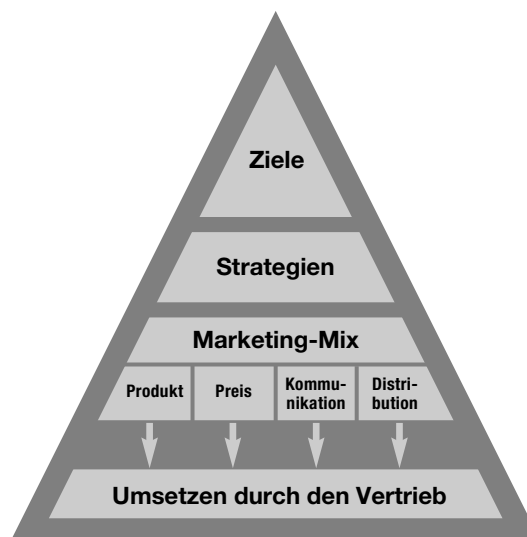 Ziele
Strategien
Marketing-Mix
Produkt
Preis
Kommu-
nikation
Distri-
bution
Umsetzen durch den Vertrieb